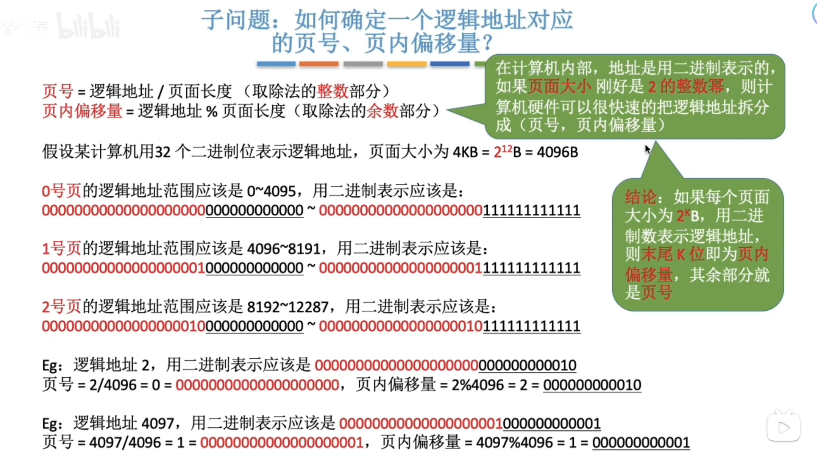 bilibili
子问题：如何确定一个逻辑地址对应
的页号、页内偏移量？
在计算机内部，地址是用二进制表示的，
如果页面大小 刚好是 2 的整数幂，则计
算机硬件可以很快速的把逻辑地址拆分
成（页号，页内偏移量）
页号 = 逻辑地址 / 页面长度 （取除法的整数部分）
页内偏移量 = 逻辑地址 % 页面长度（取除法的余数部分）
假设某计算机用32 个二进制位表示逻辑地址，页面大小为 4KB = 2¹²B = 4096B
0号页的逻辑地址范围应该是 0~4095，用二进制表示应该是：
00000000000000000000000000000000 ~ 00000000000000000000111111111111
1号页的逻辑地址范围应该是 4096~8191，用二进制表示应该是：
00000000000000000001000000000000 ~ 00000000000000000001111111111111
2号页的逻辑地址范围应该是 8192~12287，用二进制表示应该是：
00000000000000000010000000000000 ~ 00000000000000000010111111111111
结论：如果每个页面
大小为 2ᴷB，用二进
制数表示逻辑地址，
则末尾 K 位即为页内
偏移量，其余部分就
是页号
Eg：逻辑地址 2，用二进制表示应该是 00000000000000000000000000000010
页号 = 2/4096 = 0 = 00000000000000000000，页内偏移量 = 2%4096 = 2 = 000000000010
Eg：逻辑地址 4097，用二进制表示应该是 00000000000000000001000000000001
页号 = 4097/4096 = 1 = 00000000000000000001，页内偏移量 = 4097%4096 = 1 = 000000000001